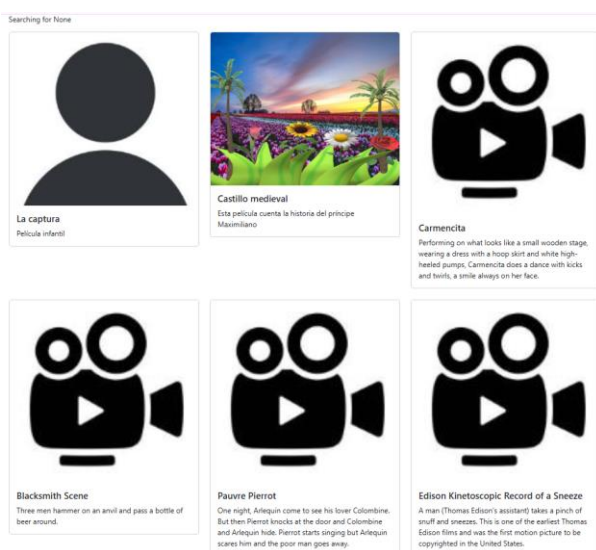 Searching for None
La captura
Película infantil
Castillo medieval
Esta película cuenta la historia del príncipe
Maximiliano
Carmencita
Performing on what looks like a small wooden stage,
wearing a dress with a hoop skirt and white high-
heeled pumps, Carmencita does a dance with kicks
and twirls, a smile always on her face.
Blacksmith Scene
Three men hammer on an anvil and pass a bottle of
beer around.
Pauvre Pierrot
One night, Arlequin come to see his lover Colombine.
But then Pierrot knocks at the door and Colombine
and Arlequin hide. Pierrot starts singing but Arlequin
scares him and the poor man goes away.
Edison Kinetoscopic Record of a Sneeze
A man (Thomas Edison's assistant) takes a pinch of
snuff and sneezes. This is one of the earliest Thomas
Edison films and was the first motion picture to be
copyrighted in the United States.